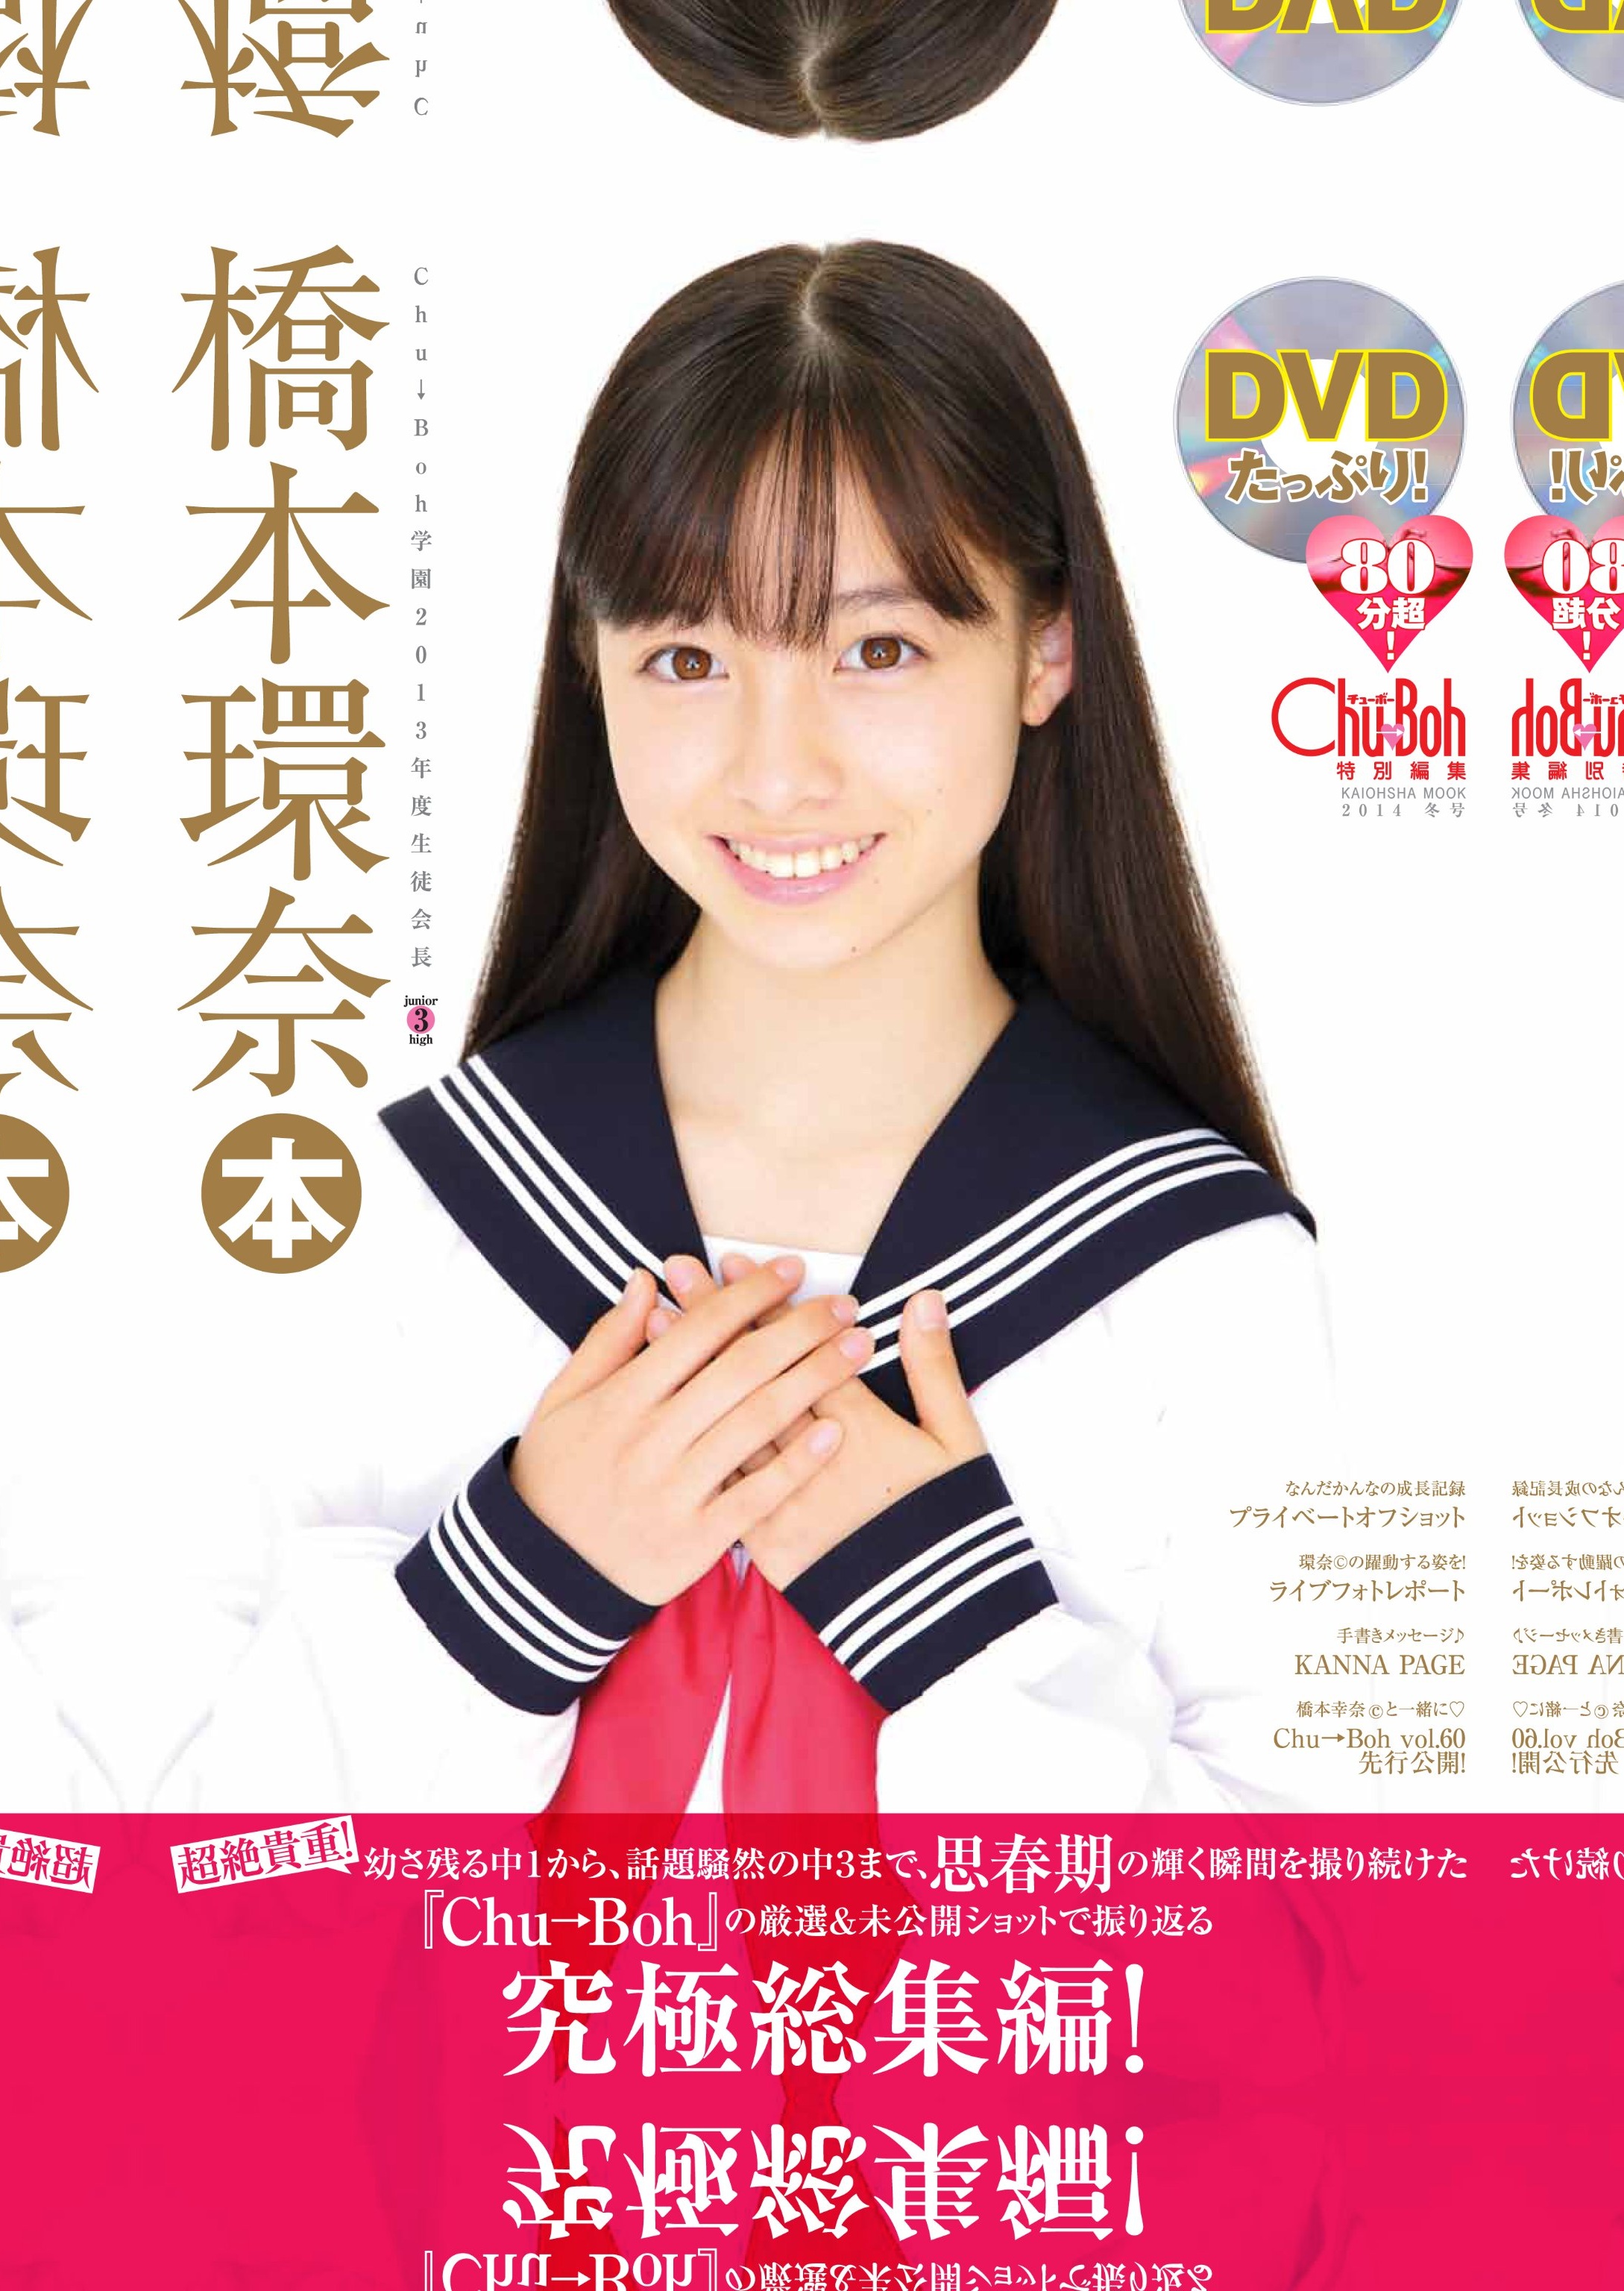 橋本環奈本
Chu→Boh学園2013年度生徒会長
junior
3
high
DVD
たっぷり!
80
分超
!
チューボー
Chu Boh
特別編集
KAIOHSHA MOOK
2014 冬号
なんだかんなの成長記録
プライベートオフショット
環奈©の躍動する姿を!
ライブフォトレポート
手書きメッセージ♪
KANNA PAGE
橋本幸奈©と一緒に♡
Chu→Boh vol.60
先行公開!
超絶貴重!
幼さ残る中1から、話題騒然の中3まで、思春期の輝く瞬間を撮り続けた
『Chu→Boh』の厳選&未公開ショットで振り返る
究極総集編!